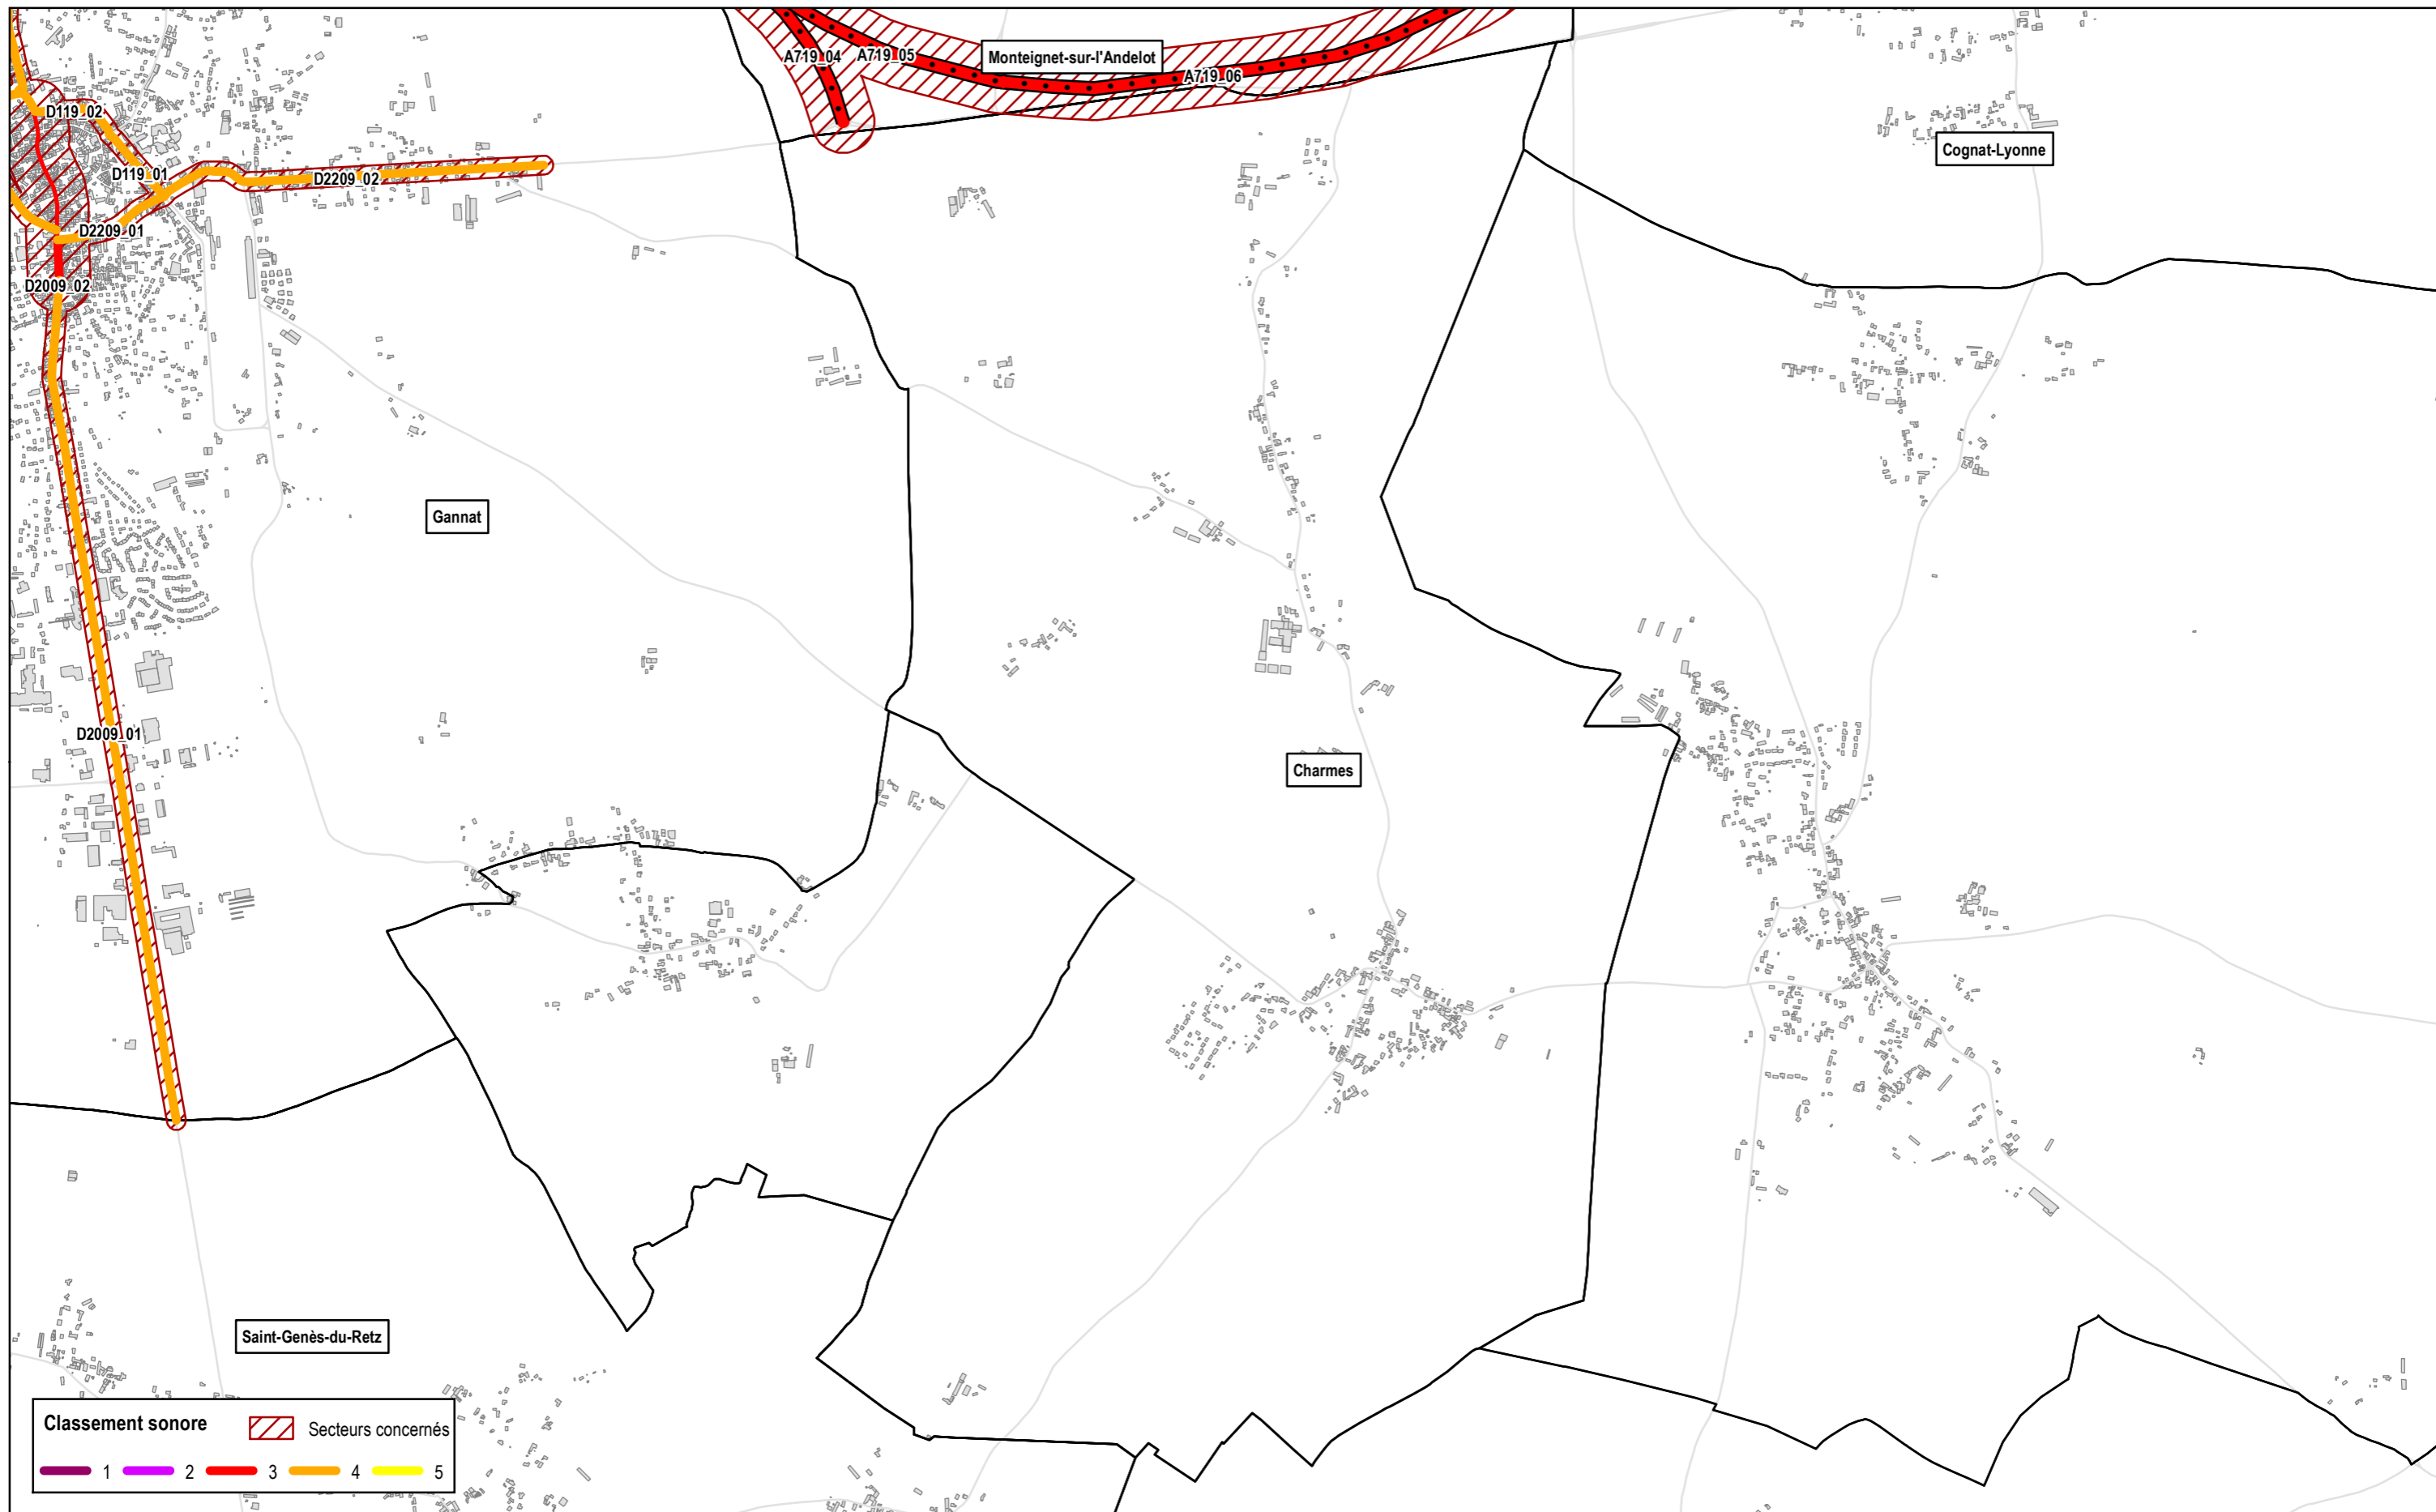 A719_04
A719_05
Monteignet-sur-l'Andelot
A719_06
D119_02
Cognat-Lyonne
D119_01
D2209_02
D2209_01
D2009_02
Gannat
D2009_01
Charmes
Saint-Genès-du-Retz
Classement sonore
Secteurs concernés
1 2 3 4 5